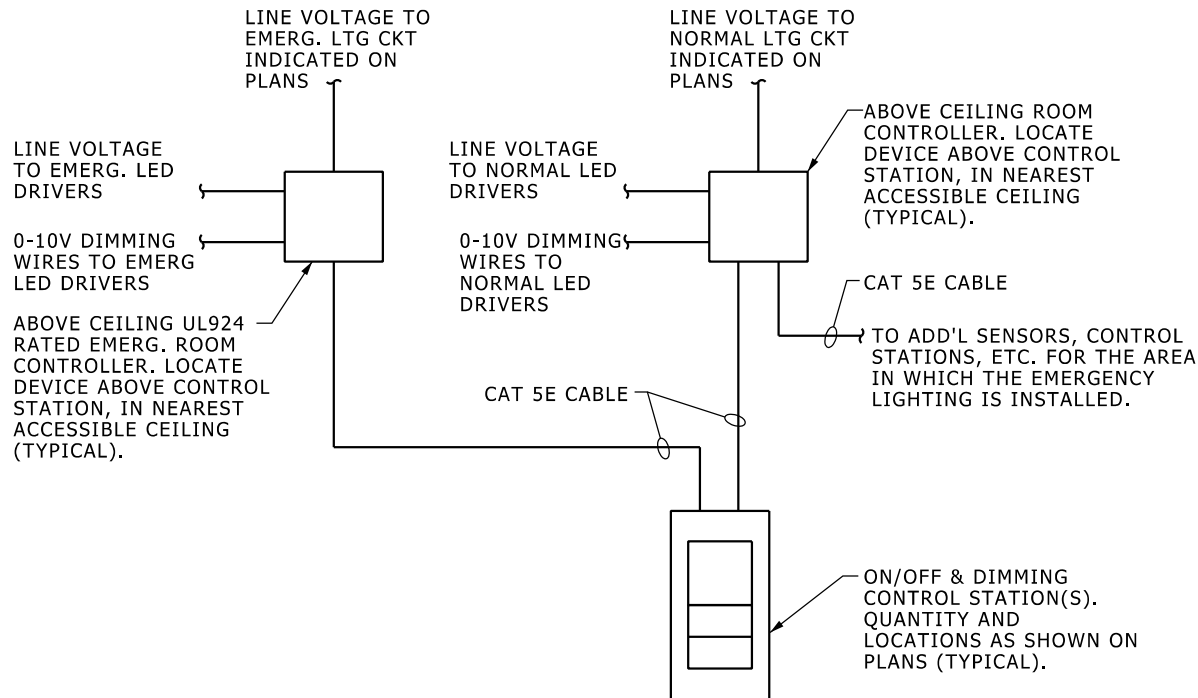 LINE VOLTAGE TO
EMERG. LTG CKT
INDICATED ON
PLANS
LINE VOLTAGE TO
NORMAL LTG CKT
INDICATED ON
PLANS
LINE VOLTAGE
TO EMERG. LED
DRIVERS
0-10V DIMMING
WIRES TO EMERG
LED DRIVERS
ABOVE CEILING UL924
RATED EMERG. ROOM
CONTROLLER. LOCATE
DEVICE ABOVE CONTROL
STATION, IN NEAREST
ACCESSIBLE CEILING
(TYPICAL).
LINE VOLTAGE
TO NORMAL LED
DRIVERS
0-10V DIMMING
WIRES TO
NORMAL LED
DRIVERS
ABOVE CEILING ROOM
CONTROLLER. LOCATE
DEVICE ABOVE CONTROL
STATION, IN NEAREST
ACCESSIBLE CEILING
(TYPICAL).
CAT 5E CABLE
TO ADD'L SENSORS, CONTROL
STATIONS, ETC. FOR THE AREA
IN WHICH THE EMERGENCY
LIGHTING IS INSTALLED.
CAT 5E CABLE
ON/OFF & DIMMING
CONTROL STATION(S).
QUANTITY AND
LOCATIONS AS SHOWN ON
PLANS (TYPICAL).